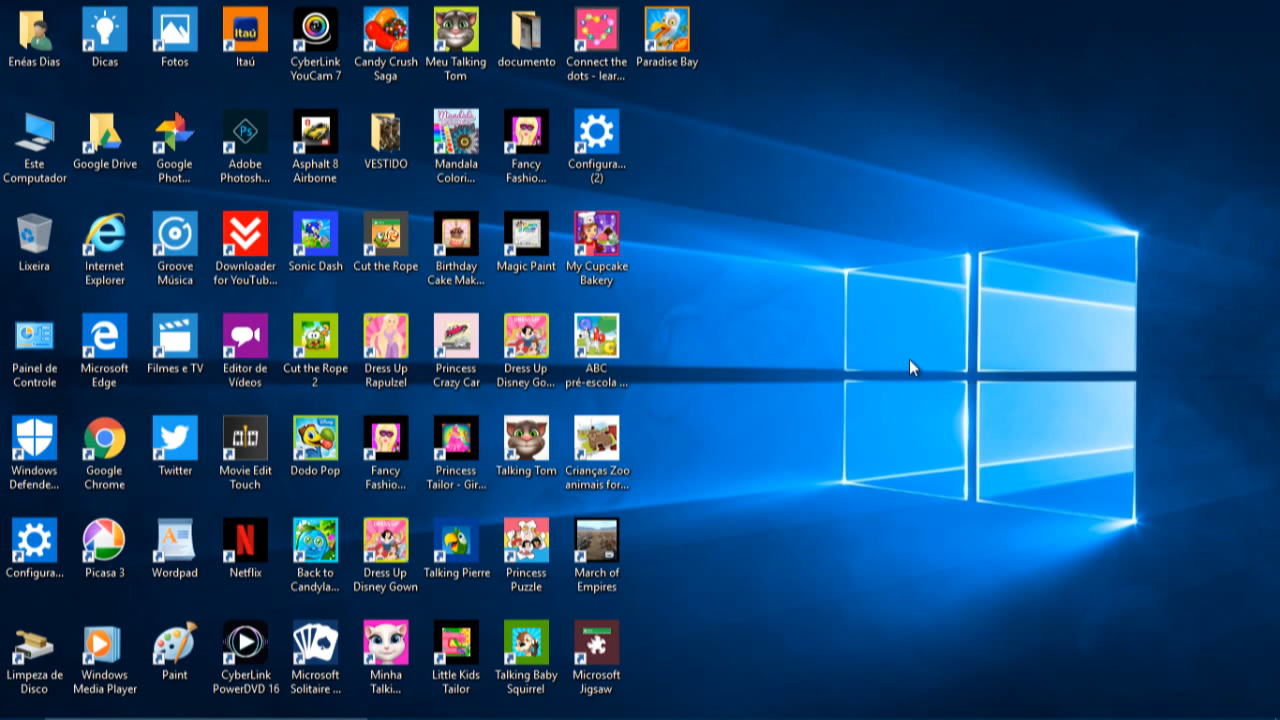 Enéas Dias
Dicas
Fotos
Itaú
CyberLink
YouCam 7
Candy Crush
Saga
Meu Talking
Tom
documento
Connect the
dots - lear...
Paradise Bay
Este
Computador
Google Drive
Google
Phot...
Adobe
Photosh...
Asphalt 8
Airborne
VESTIDO
Mandala
Colori...
Fancy
Fashio...
Configura...
(2)
Lixeira
Internet
Explorer
Groove
Música
Downloader
for YouTub...
Sonic Dash
Cut the Rope
Birthday
Cake Mak...
Magic Paint
My Cupcake
Bakery
Painel de
Controle
Microsoft
Edge
Filmes e TV
Editor de
Vídeos
Cut the Rope
2
Dress Up
Rapulzel
Princess
Crazy Car
Dress Up
Disney Go...
ABC
pré-escola ...
Windows
Defende...
Google
Chrome
Twitter
Movie Edit
Touch
Dodo Pop
Fancy
Fashio...
Princess
Tailor - Gir...
Talking Tom
Crianças Zoo
animais for...
Configura...
Picasa 3
Wordpad
Netflix
Back to
Candyla...
Dress Up
Disney Gown
Talking Pierre
Princess
Puzzle
March of
Empires
Limpeza de
Disco
Windows
Media Player
Paint
CyberLink
PowerDVD 16
Microsoft
Solitaire ...
Minha
Talki...
Little Kids
Tailor
Talking Baby
Squirrel
Microsoft
Jigsaw